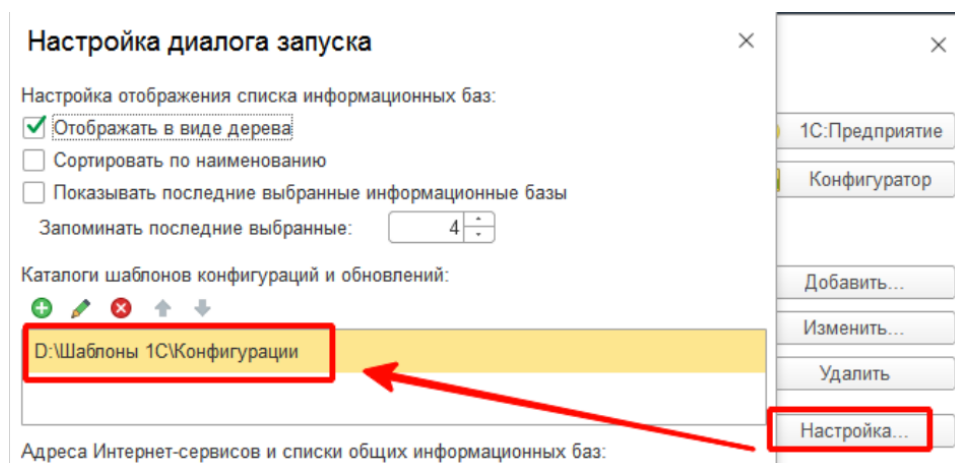 Настройка диалога запуска
Настройка отображения списка информационных баз:
Отображать в виде дерева
Сортировать по наименованию
Показывать последние выбранные информационные базы
Запоминать последние выбранные: 4
Каталоги шаблонов конфигураций и обновлений:
D:\Шаблоны 1С\Конфигурации
Адреса Интернет-сервисов и списки общих информационных баз:
1С:Предприятие
Конфигуратор
Добавить...
Изменить...
Удалить
Настройка...